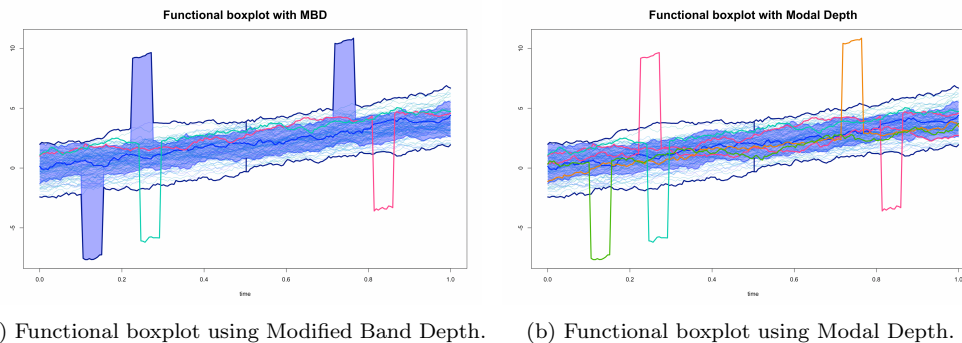 Functional boxplot with MBD
Functional boxplot with Modal Depth
10
5
0
-5
0.0 0.2 0.4 0.6 0.8 1.0
time
10
5
0
-5
0.0 0.2 0.4 0.6 0.8 1.0
time
) Functional boxplot using Modified Band Depth.
(b) Functional boxplot using Modal Depth.